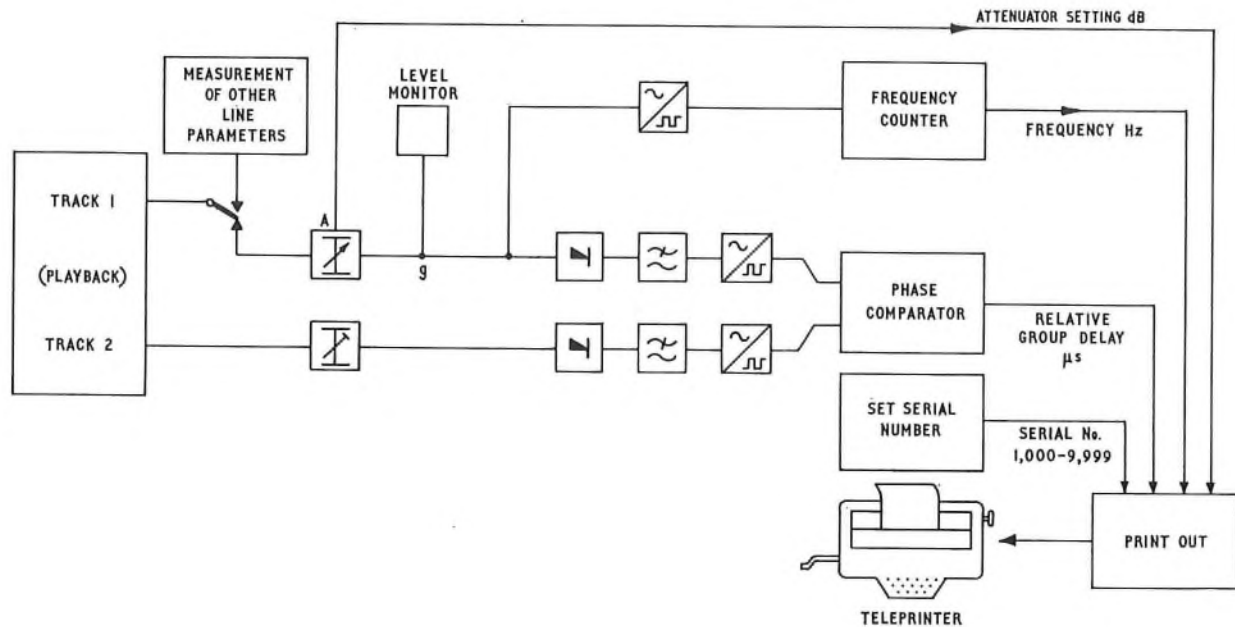 ATTENUATOR SETTING dB
MEASUREMENT
OF OTHER
LINE
PARAMETERS
LEVEL
MONITOR
FREQUENCY
COUNTER
FREQUENCY Hz
TRACK 1
(PLAYBACK)
TRACK 2
A
g
PHASE
COMPARATOR
RELATIVE
GROUP DELAY
μs
SET SERIAL
NUMBER
SERIAL No.
1,000-9,999
PRINT OUT
TELEPRINTER